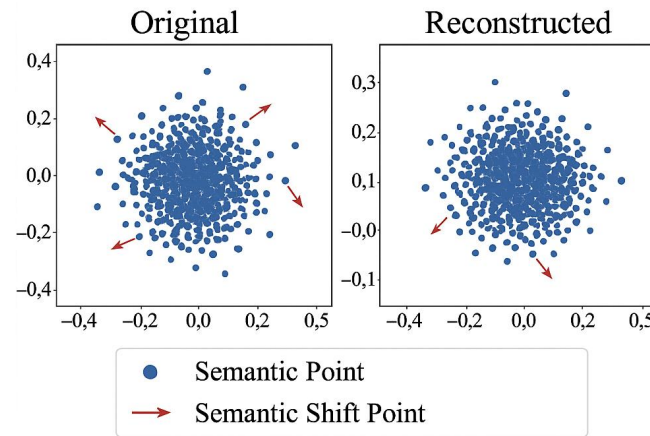 Original Reconstructed
0,4
0,2
0,0
−0,2
−0,4
−0,4 −0,2 0,0 0,2 0,5
0,3
0,2
0,1
−0,0
−0,1
−0,4 −0,2 0,0 0,2 0,5
Semantic Point
Semantic Shift Point